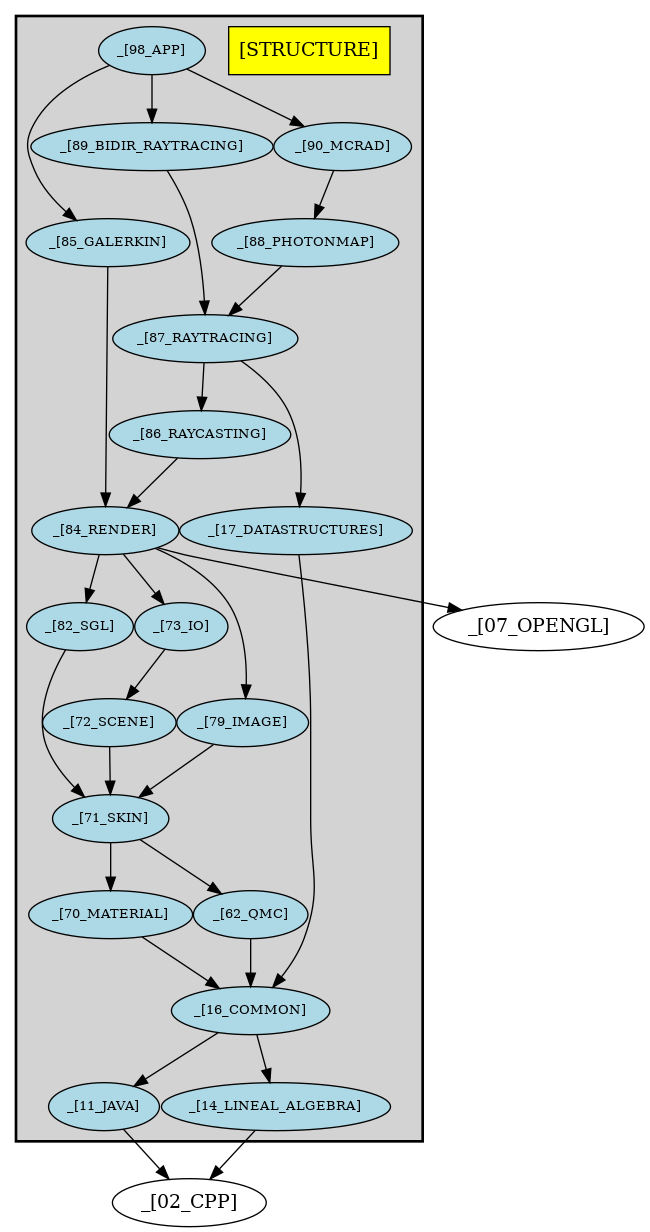 _[98_APP]
[STRUCTURE]
_[89_BIDIR_RAYTRACING]
_[90_MCRAD]
_[85_GALERKIN]
_[88_PHOTONMAP]
_[87_RAYTRACING]
_[86_RAYCASTING]
_[84_RENDER]
_[17_DATASTRUCTURES]
_[82_SGL]
_[73_IO]
_[07_OPENGL]
_[72_SCENE]
_[79_IMAGE]
_[71_SKIN]
_[70_MATERIAL]
_[62_QMC]
_[16_COMMON]
_[11_JAVA]
_[14_LINEAL_ALGEBRA]
_[02_CPP]